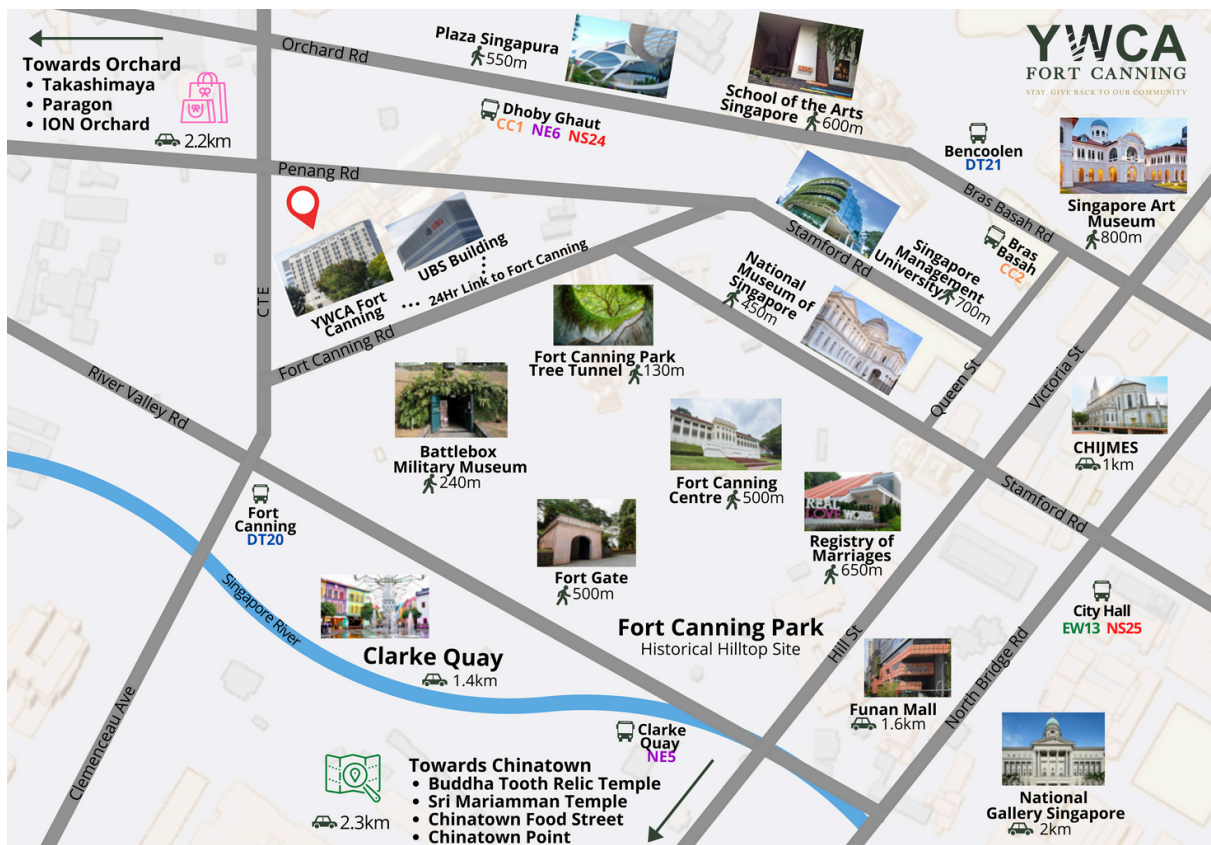 Towards Orchard
• Takashimaya
• Paragon
• ION Orchard
2.2km
Orchard Rd
Plaza Singapura
550m
School of the Arts
Singapore
600m
YWCA
FORT CANNING
STAY. GIVE BACK TO OUR COMMUNITY
Dhoby Ghaut
CC1 NE6 NS24
Bencoolen
DT21
Singapore Art
Museum
800m
Penang Rd
Bras Basah Rd
Bras
Basah
CC2
UBS
UBS Building
24Hr Link to Fort Canning
YWCA Fort
Canning
CTE
Fort Canning Rd
Stamford Rd
Singapore
Management
University
700m
National
Museum of
Singapore
450m
Fort Canning Park
Tree Tunnel 130m
Queen St
Victoria St
River Valley Rd
Battlebox
Military Museum
240m
Fort Canning
Centre 500m
CHIJMES
1km
Stamford Rd
Fort
Canning
DT20
Fort Gate
500m
REAL
LOVE WORKS
Registry of
Marriages
650m
Singapore River
City Hall
EW13 NS25
Fort Canning Park
Historical Hilltop Site
Hill St
Clarke Quay
1.4km
Funan Mall
1.6km
North Bridge Rd
Clemenceau Ave
Clarke
Quay
NE5
Towards Chinatown
• Buddha Tooth Relic Temple
• Sri Mariamman Temple
• Chinatown Food Street
• Chinatown Point
2.3km
National
Gallery Singapore
2km